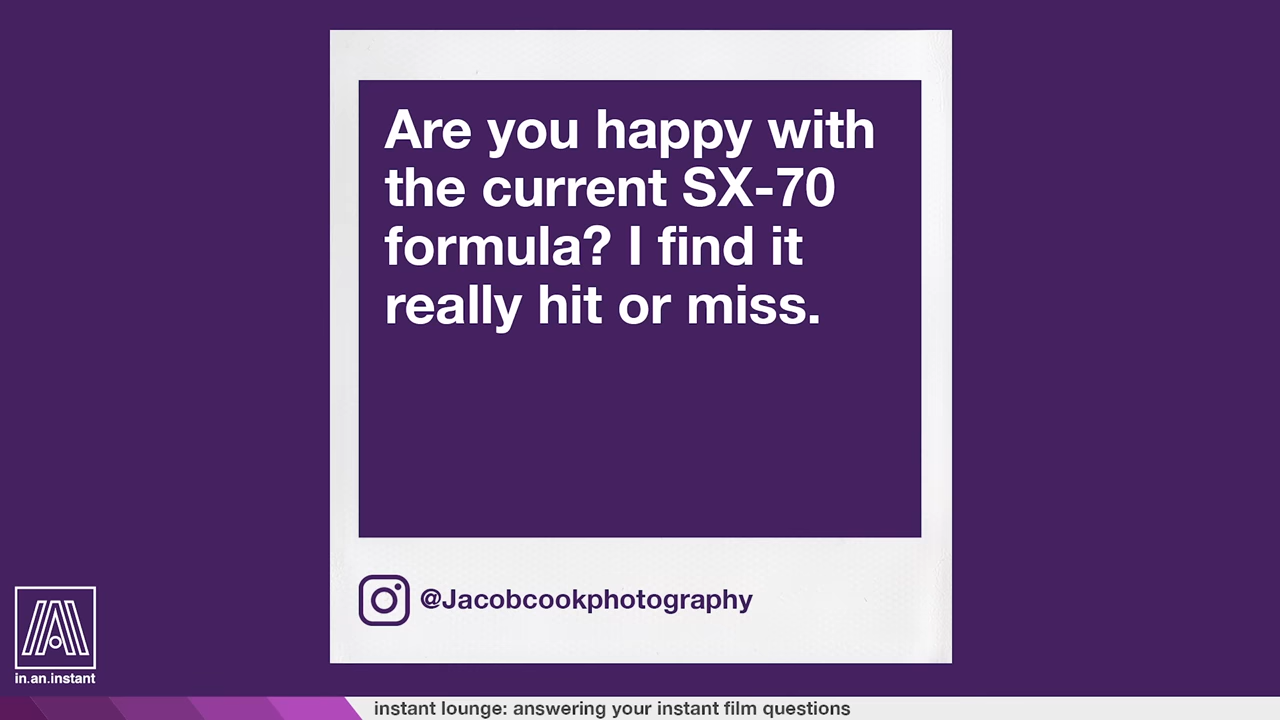 Are you happy with
the current SX-70
formula? I find it
really hit or miss.
@Jacobcookphotography
in.an.instant
instant lounge: answering your instant film questions